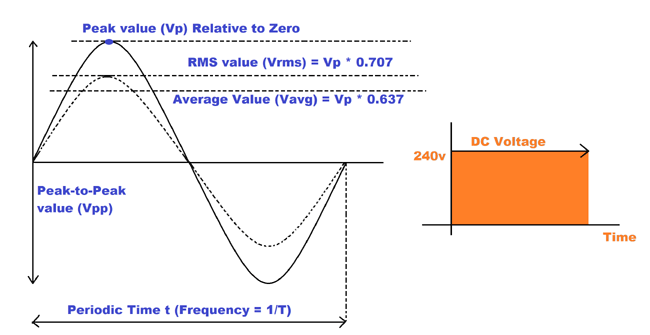 Peak value (Vp) Relative to Zero
RMS value (Vrms) = Vp * 0.707
Average Value (Vavg) = Vp * 0.637
DC Voltage
240v
Peak-to-Peak
value (Vpp)
Time
Periodic Time t (Frequency = 1/T)